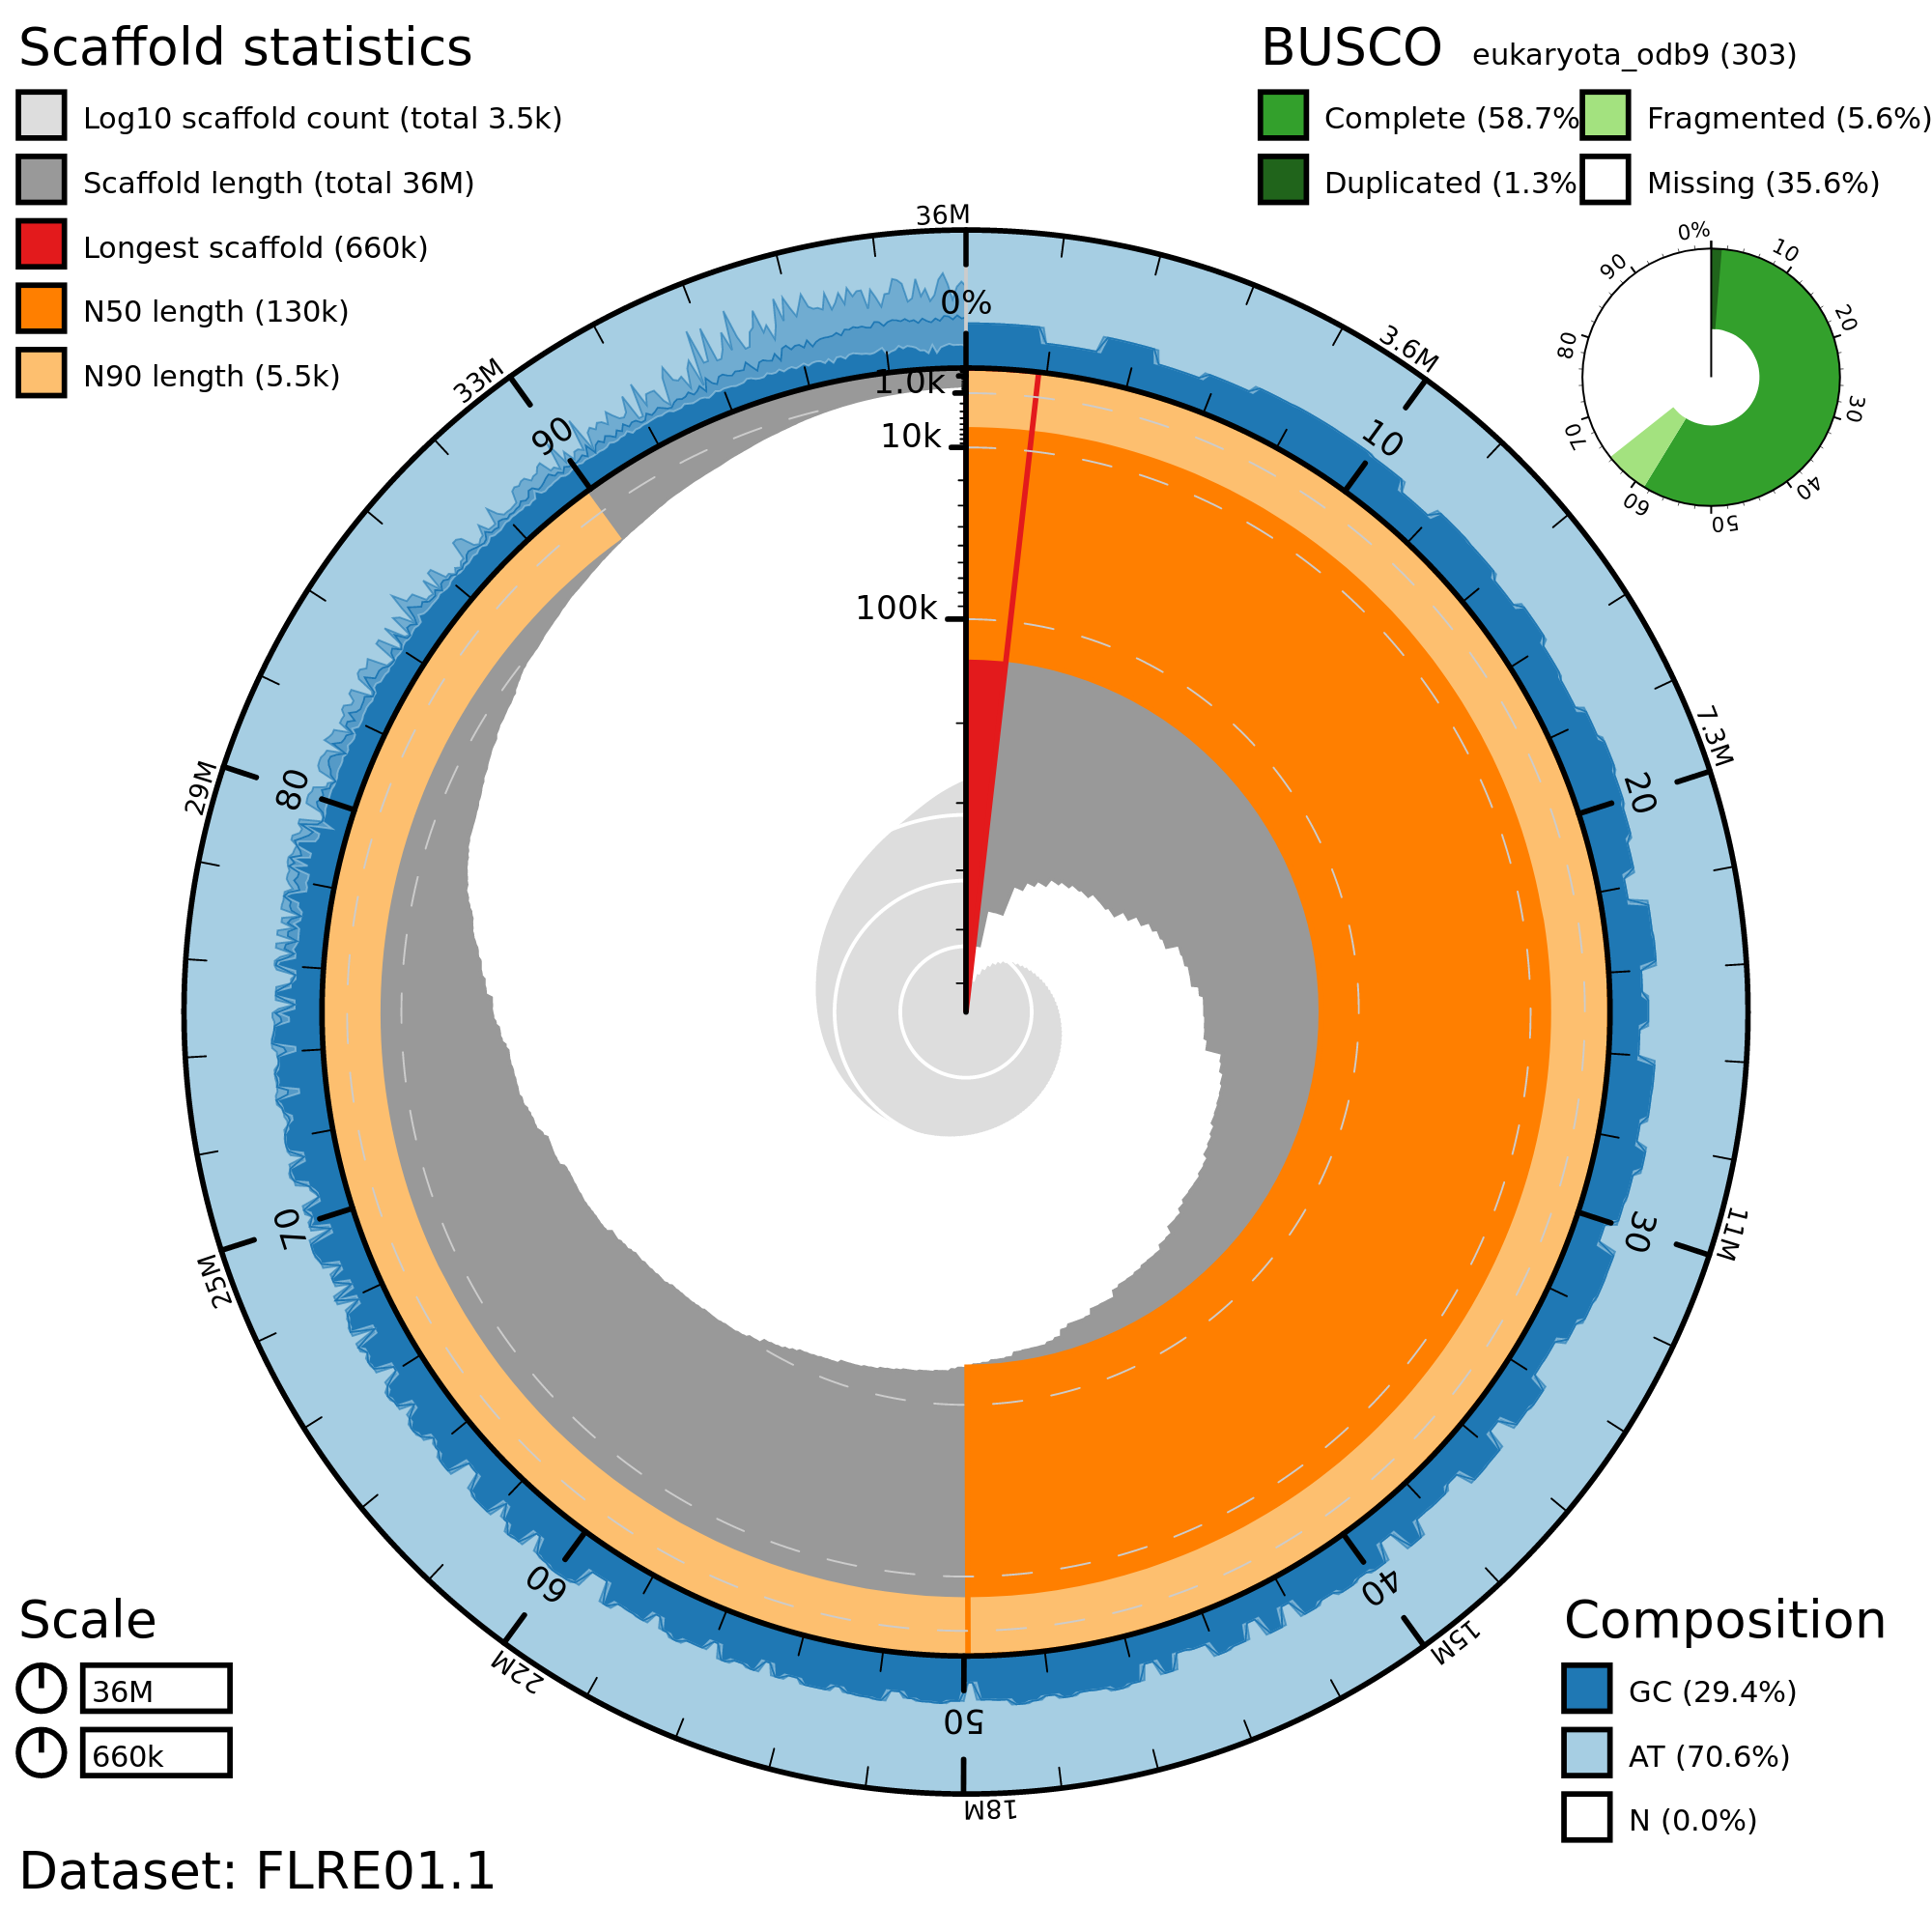 Scaffold statistics
Log10 scaffold count (total 3.5k)
Scaffold length (total 36M)
Longest scaffold (660k)
N50 length (130k)
N90 length (5.5k)
BUSCO eukaryota_odb9 (303)
Complete (58.7%
Fragmented (5.6%)
Duplicated (1.3%
Missing (35.6%)
0%
10
20
30
40
50
60
70
80
90
36M
3.6M
7.3M
11M
15M
18M
22M
25M
29M
33M
0%
10
20
30
40
50
60
70
80
90
1.0k
10k
100k
Scale
36M
660k
Composition
GC (29.4%)
AT (70.6%)
N (0.0%)
Dataset: FLRE01.1